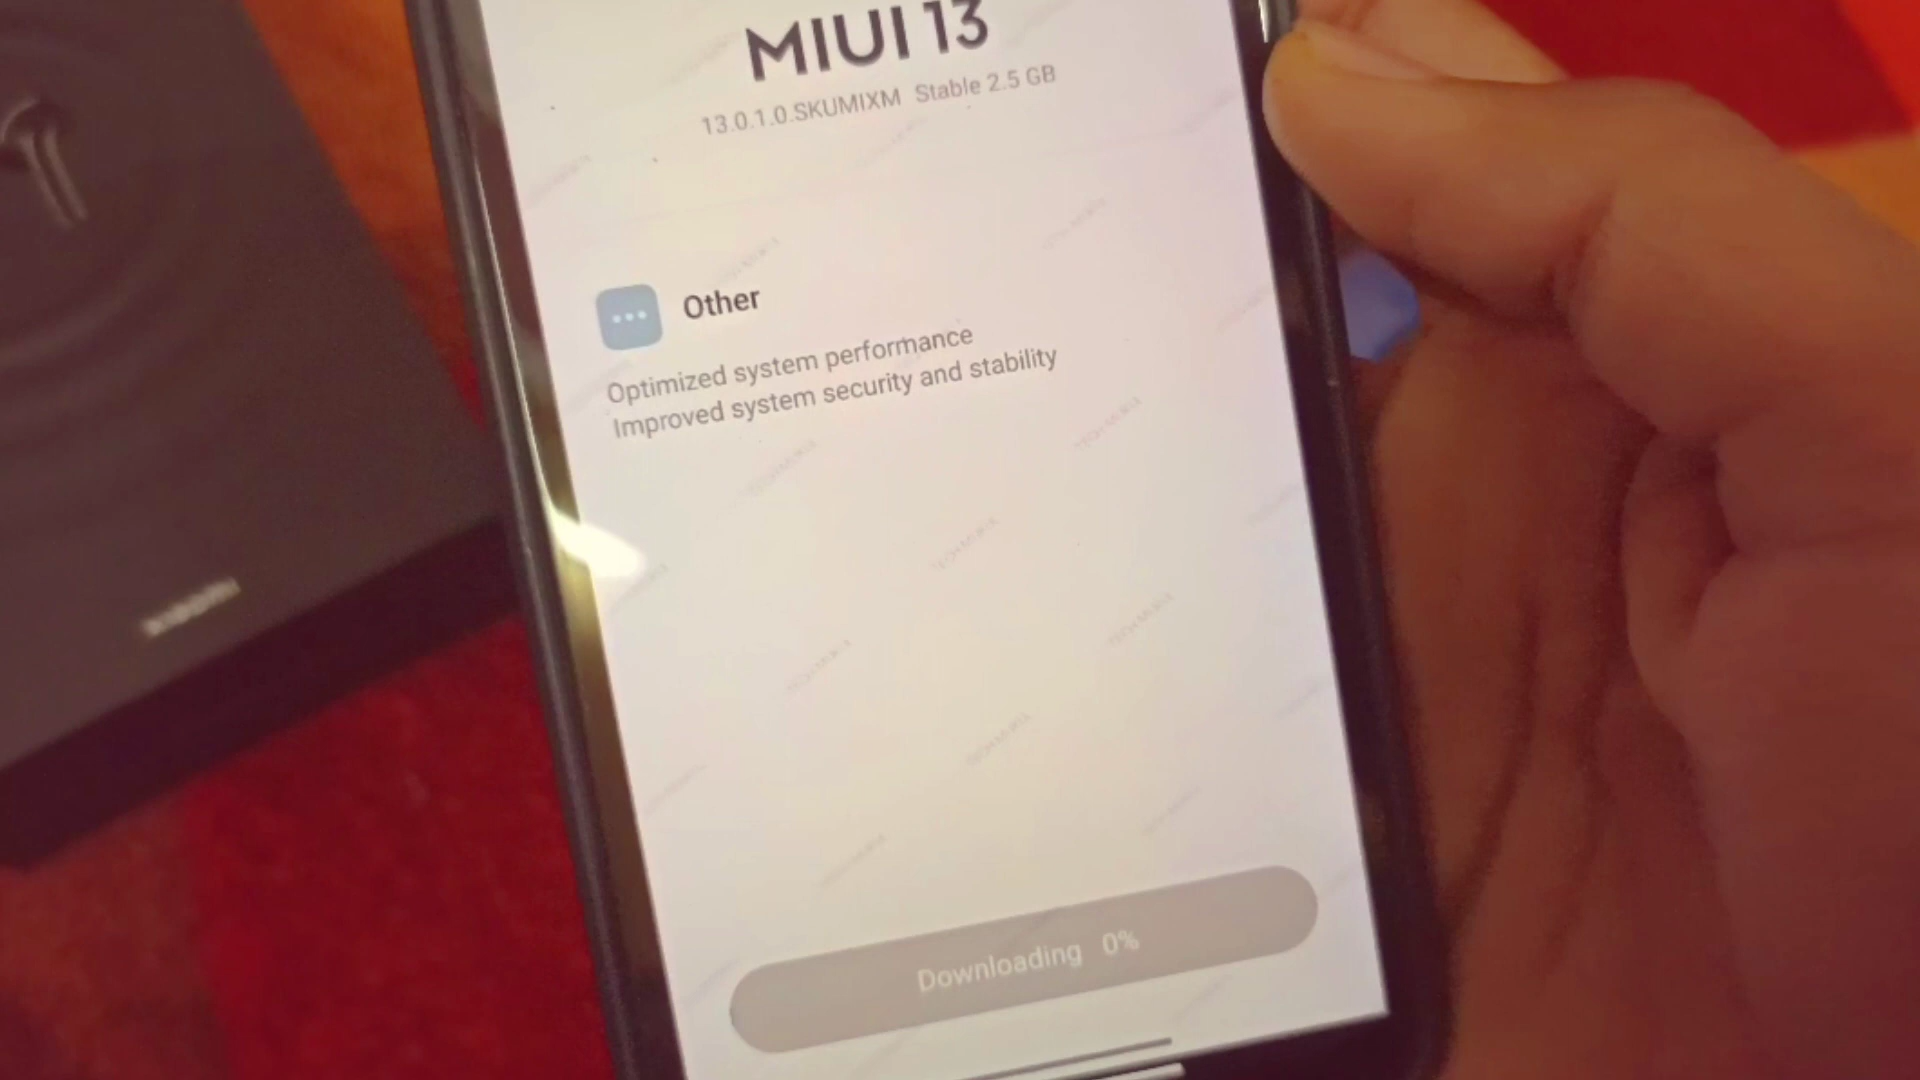 MIUI 13
13.0.1.0.SKUMIXM Stable 2.5 GB
Other
Optimized system performance
Improved system security and stability
Downloading 0%